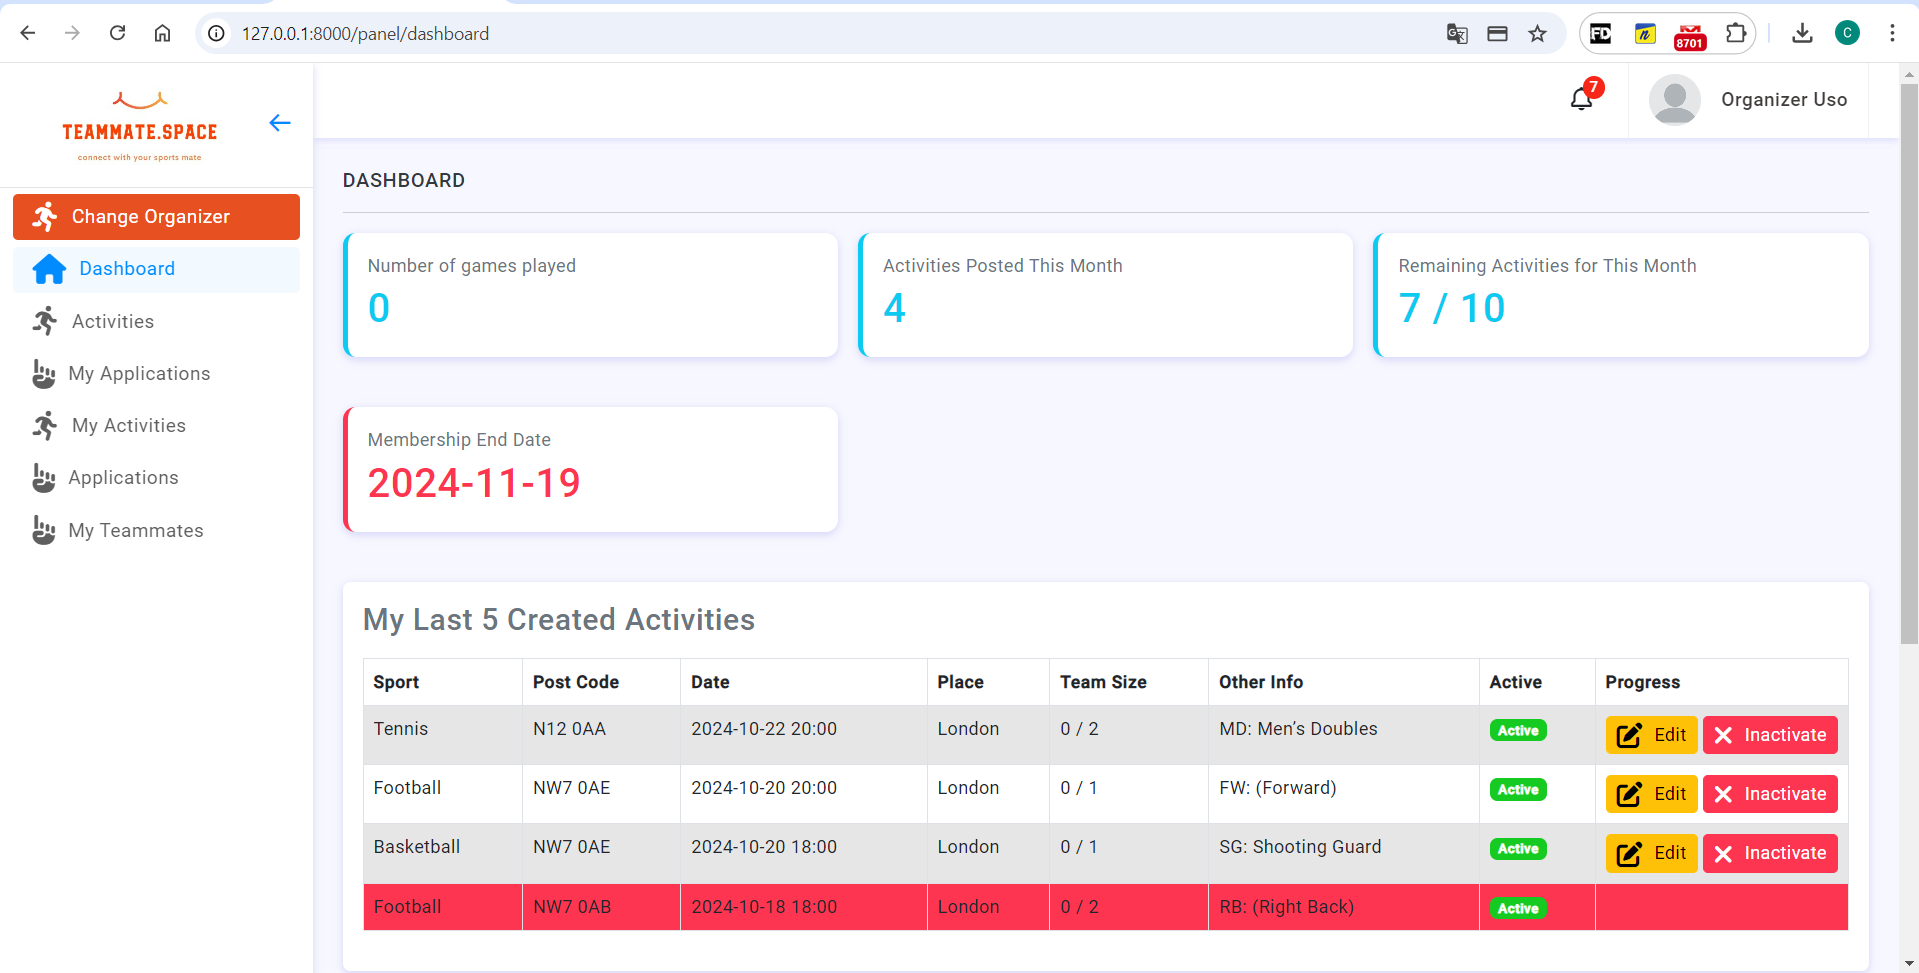 127.0.0.1:8000/panel/dashboard
FD
n
8701
C
TEAMMATE.SPACE
connect with your sports mate
7
Organizer Uso
Change Organizer
Dashboard
Activities
My Applications
My Activities
Applications
My Teammates
DASHBOARD
Number of games played
0
Activities Posted This Month
4
Remaining Activities for This Month
7 / 10
Membership End Date
2024-11-19
My Last 5 Created Activities
Sport Post Code Date Place Team Size Other Info Active Progress
Tennis N12 0AA 2024-10-22 20:00 London 0 / 2 MD: Men’s Doubles Active Edit Inactivate
Football NW7 0AE 2024-10-20 20:00 London 0 / 1 FW: (Forward) Active Edit Inactivate
Basketball NW7 0AE 2024-10-20 18:00 London 0 / 1 SG: Shooting Guard Active Edit Inactivate
Football NW7 0AB 2024-10-18 18:00 London 0 / 2 RB: (Right Back) Active